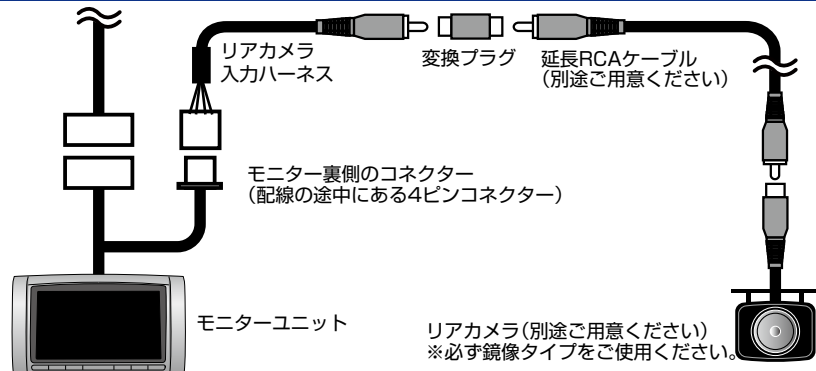 リアカメラ
入力ハーネス
変換プラグ
延長RCAケーブル
（別途ご用意ください）
モニター裏側のコネクター
（配線の途中にある4ピンコネクター）
モニターユニット
リアカメラ（別途ご用意ください）
※必ず鏡像タイプをご使用ください。